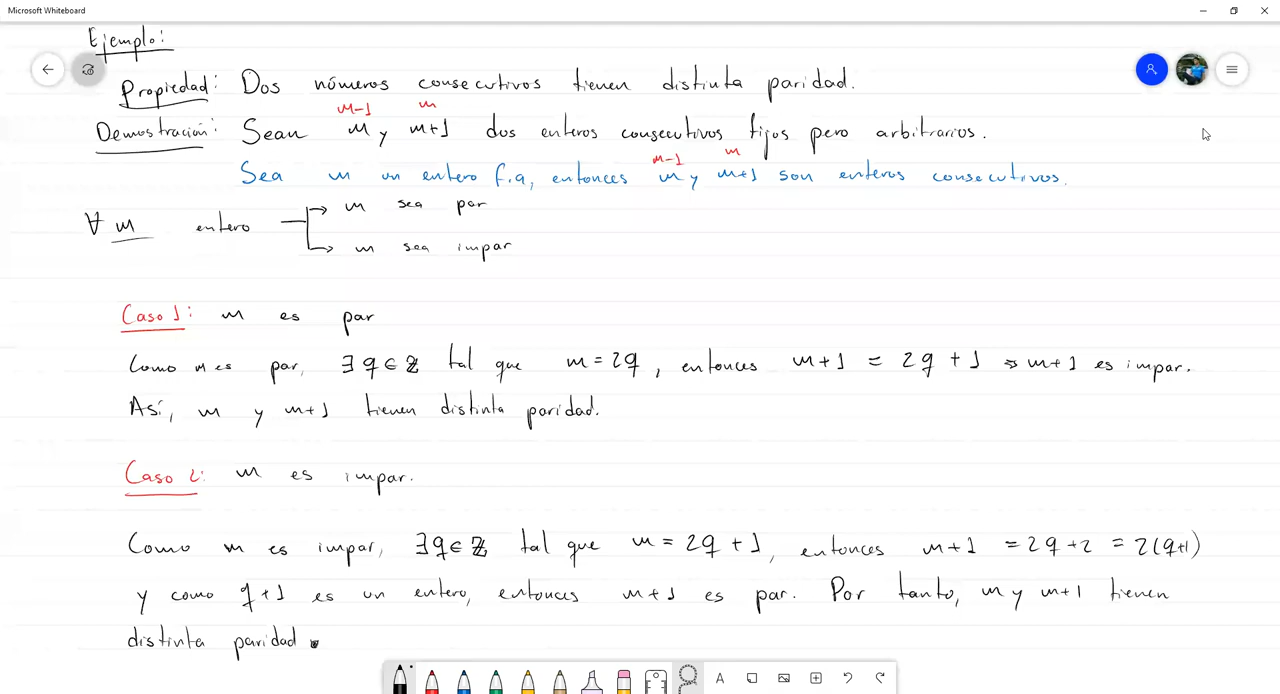 Microsoft Whiteboard
Ejemplo:
Propiedad: Dos números consecutivos tienen distinta paridad.
m-1 m
Demostración: Sean m y m+1 dos enteros consecutivos fijos pero arbitrarios.
m-1 m
Sea m un entero f.a, entonces m y m+1 son enteros consecutivos.
m sea par
∀ m entero
m sea impar
Caso 1: m es par
Como m es par, ∃ q ∈ ℤ tal que m = 2q, entonces m+1 = 2q + 1 ⇒ m+1 es impar.
Así, m y m+1 tienen distinta paridad.
Caso 2: m es impar.
Como m es impar, ∃ q ∈ ℤ tal que m = 2q + 1, entonces m+1 = 2q +2 = 2(q+1)
y como q+1 es un entero, entonces m+1 es par. Por tanto, m y m+1 tienen
distinta paridad
A